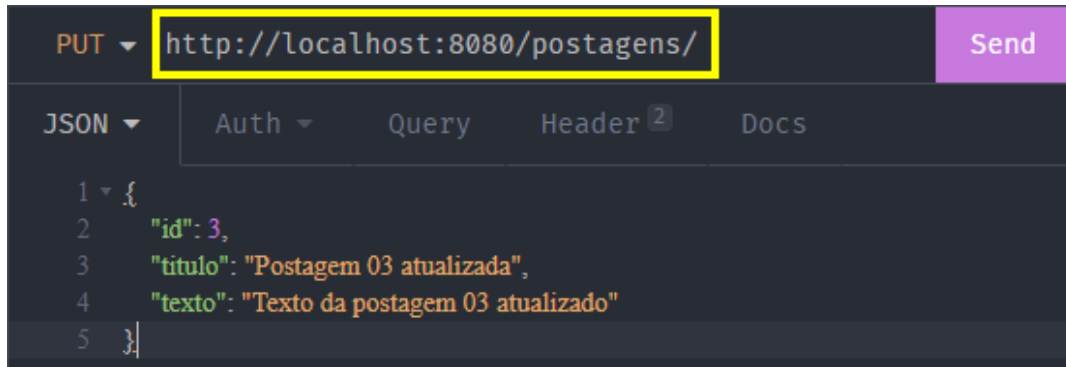 PUT http://localhost:8080/postagens/ Send
JSON Auth Query Header 2 Docs
1 {
2 "id": 3,
3 "titulo": "Postagem 03 atualizada",
4 "texto": "Texto da postagem 03 atualizado"
5 }